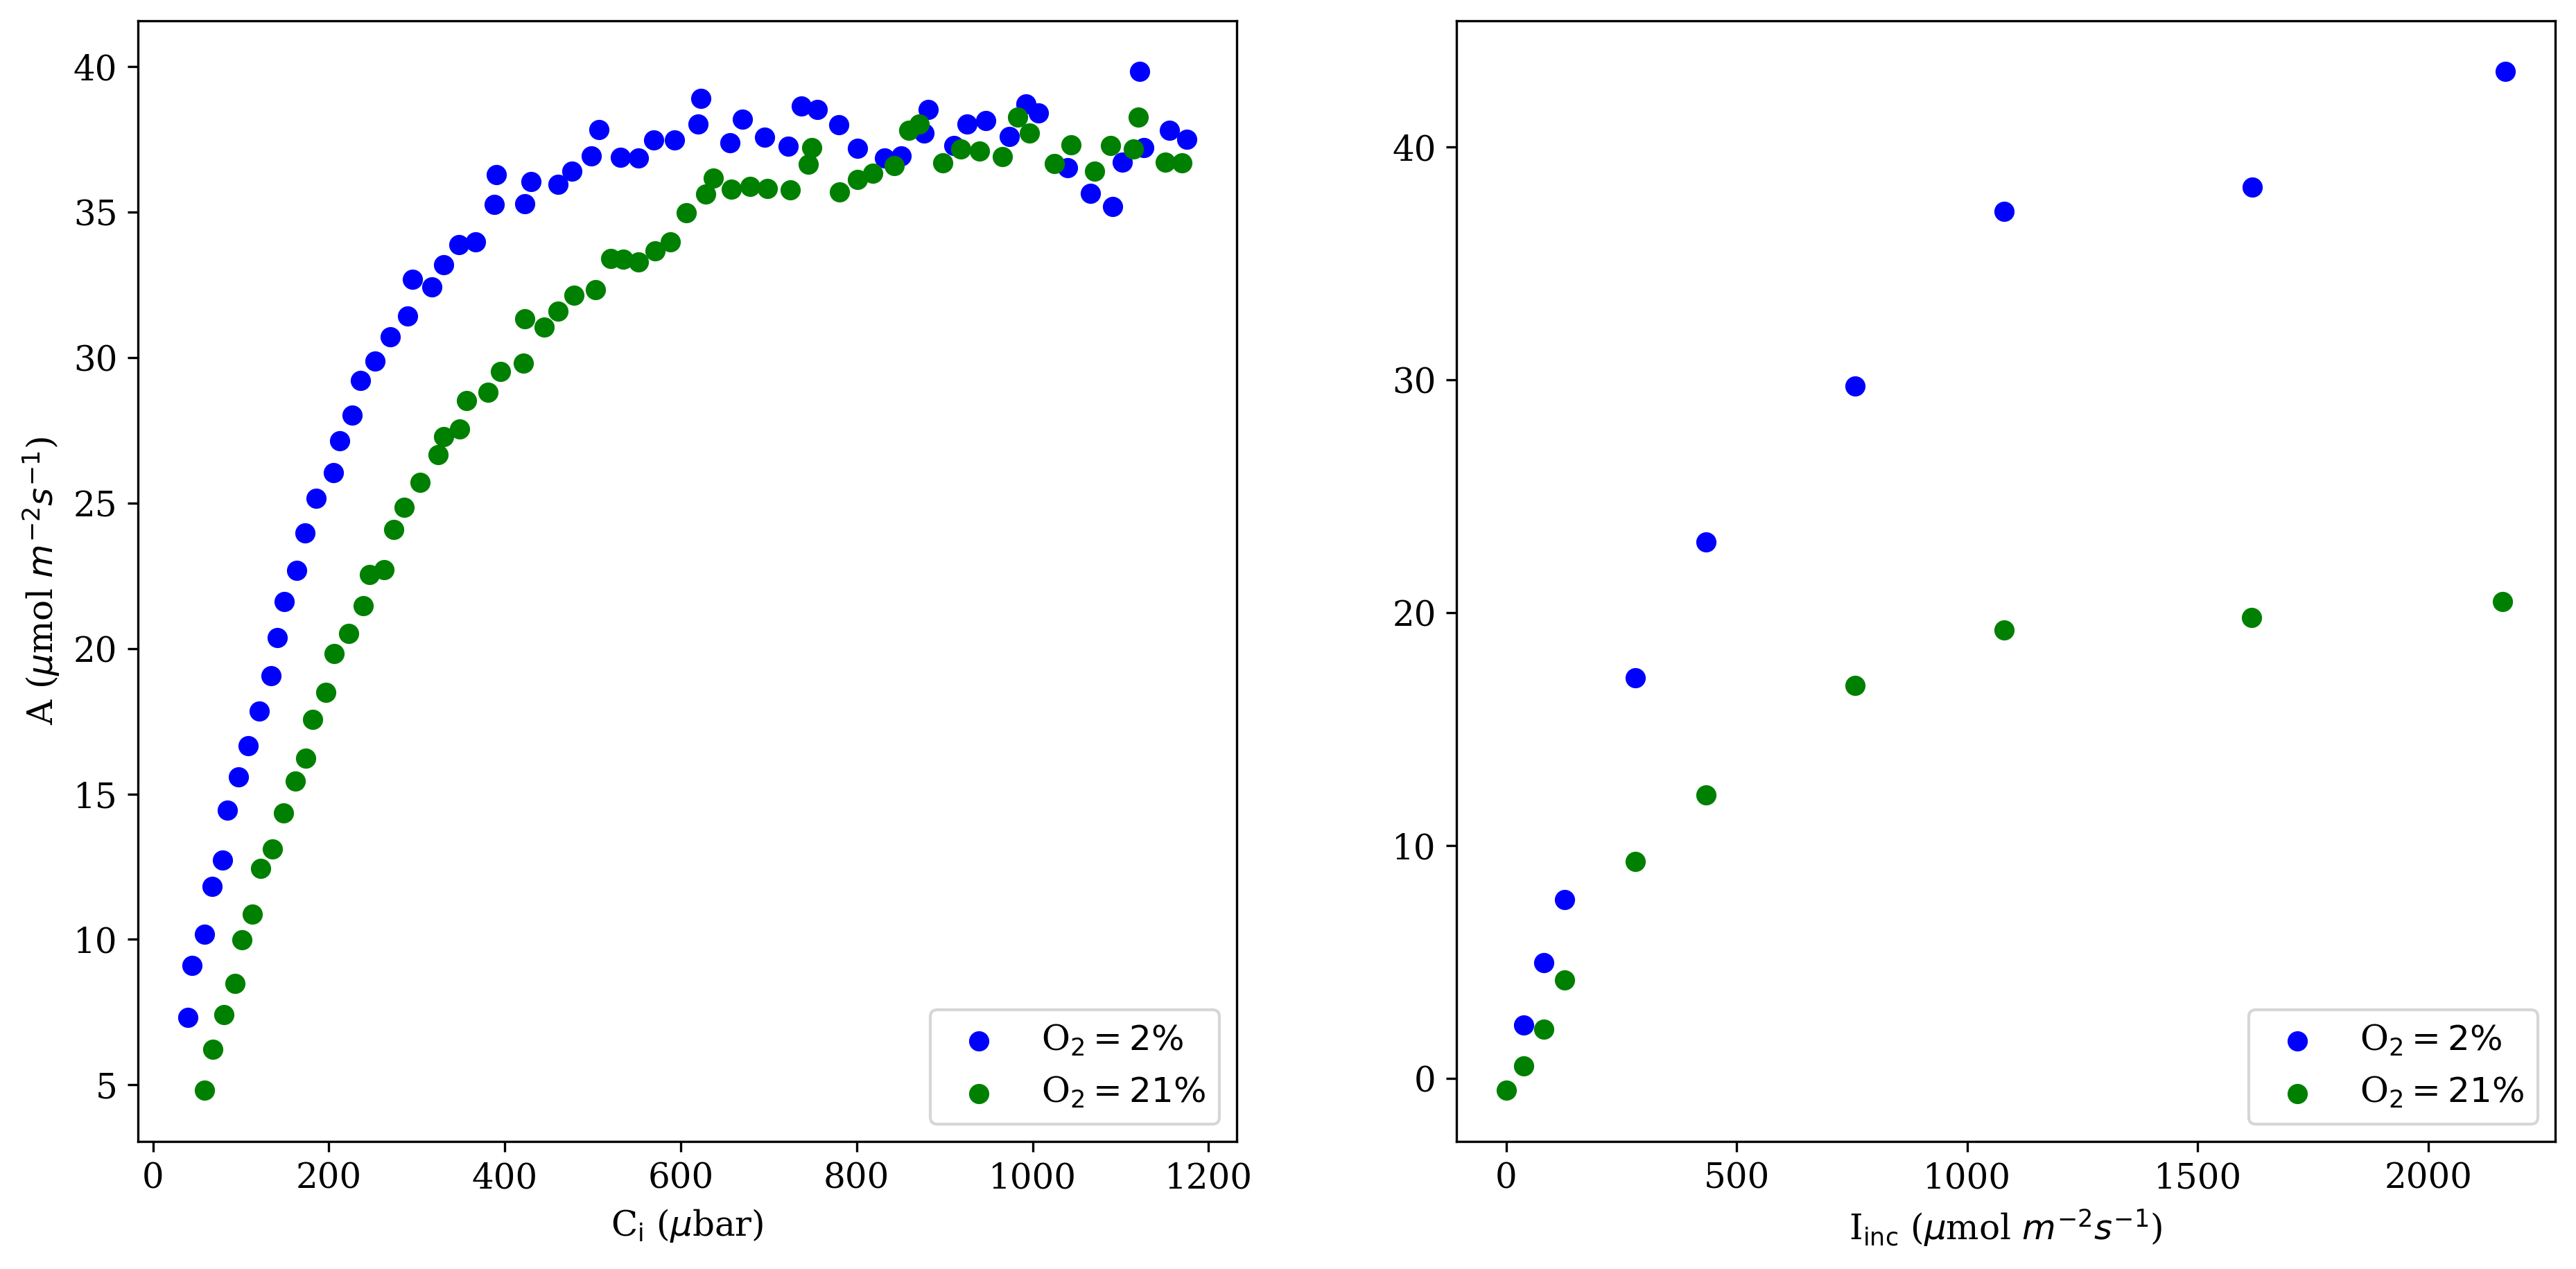 40
35
30
25
20
15
10
5
A (μmol m⁻²s⁻¹)
0 200 400 600 800 1000 1200
Cᵢ (μbar)
O₂ = 2%
O₂ = 21%
40
30
20
10
0
0 500 1000 1500 2000
I_inc (μmol m⁻²s⁻¹)
O₂ = 2%
O₂ = 21%